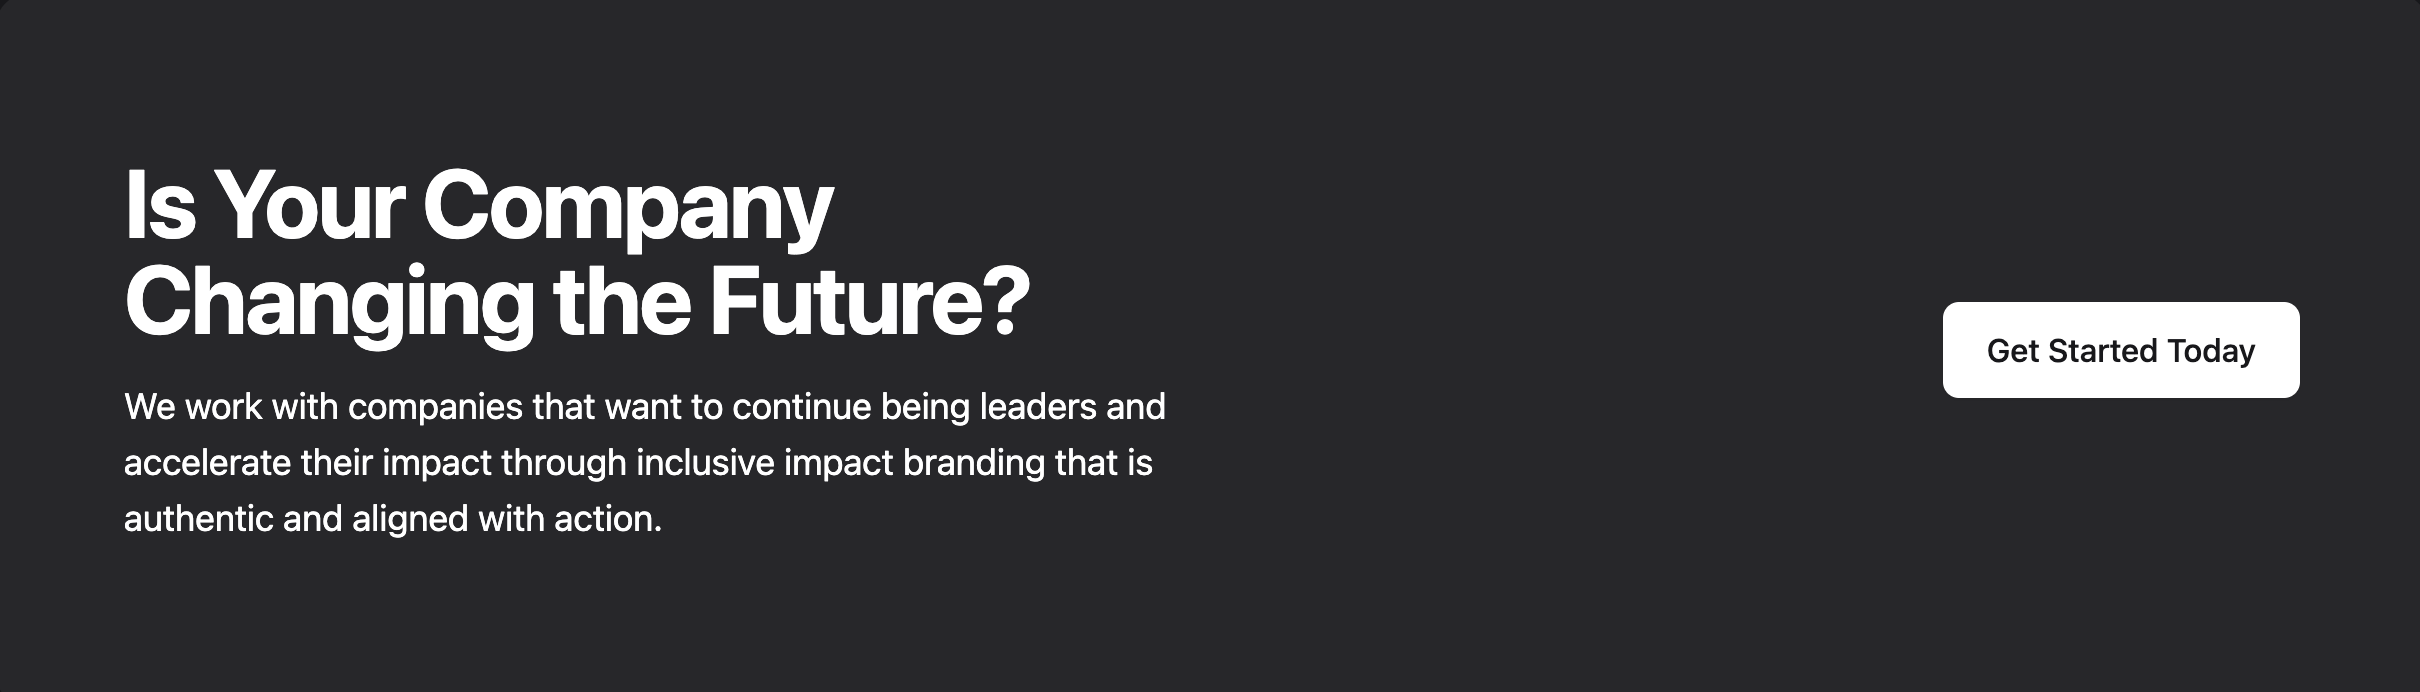 Is Your Company
Changing the Future?
We work with companies that want to continue being leaders and
accelerate their impact through inclusive impact branding that is
authentic and aligned with action.
Get Started Today